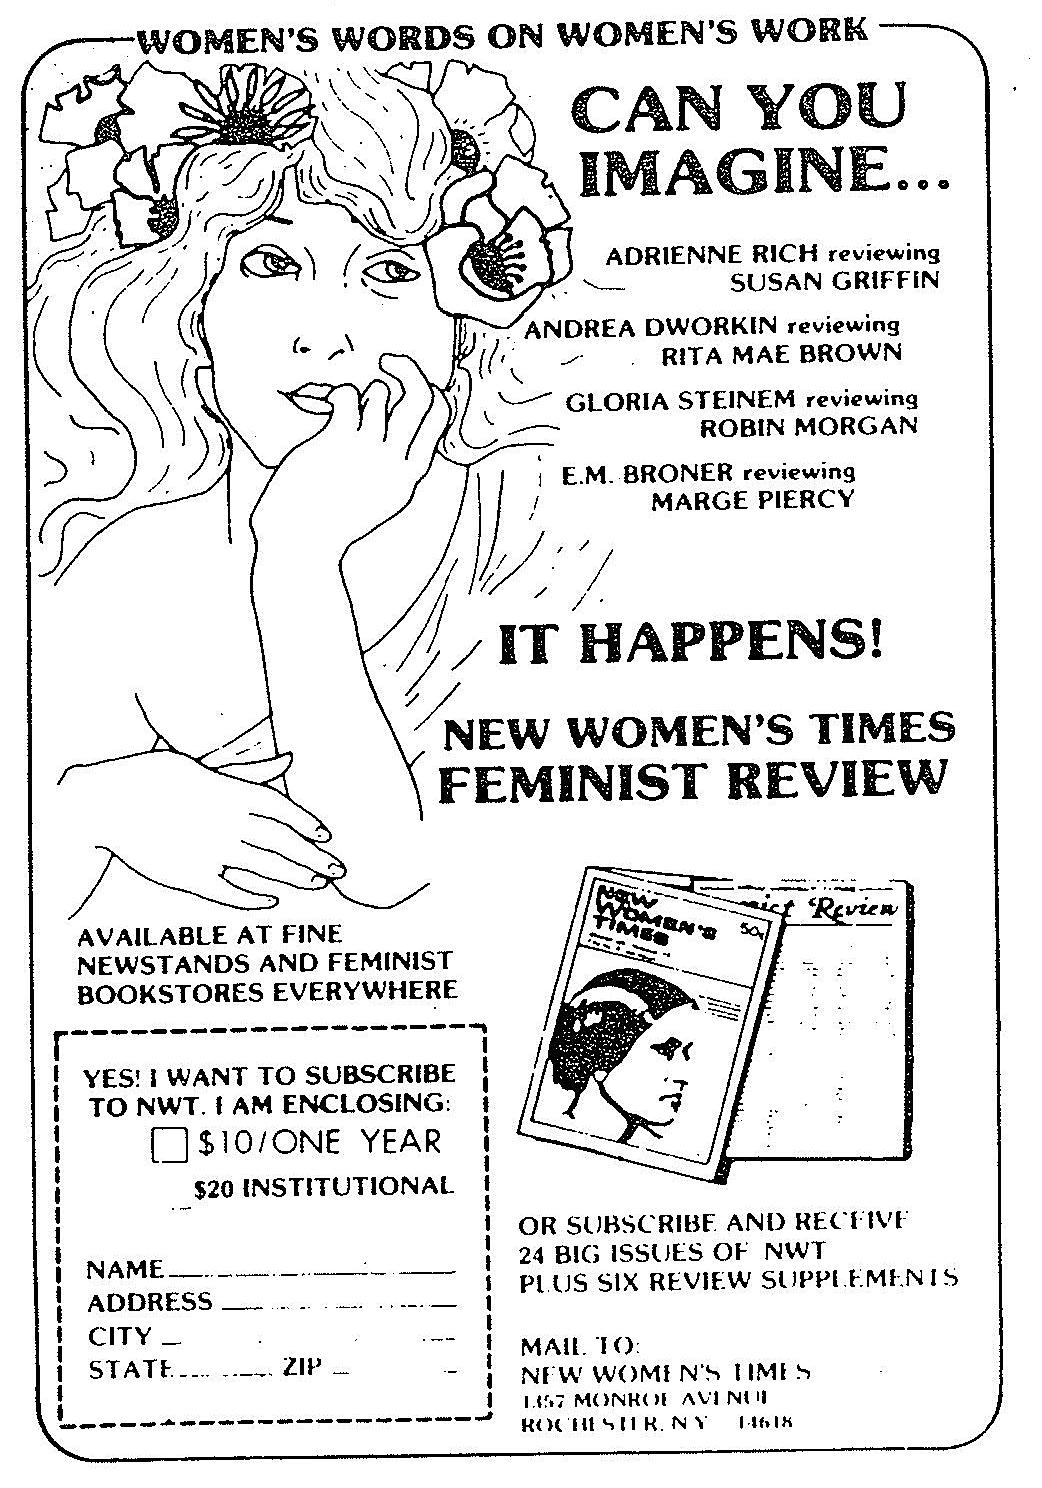 WOMEN'S WORDS ON WOMEN'S WORK
CAN YOU
IMAGINE...
ADRIENNE RICH reviewing
SUSAN GRIFFIN
ANDREA DWORKIN reviewing
RITA MAE BROWN
GLORIA STEINEM reviewing
ROBIN MORGAN
E.M. BRONER reviewing
MARGE PIERCY
IT HAPPENS!
NEW WOMEN'S TIMES
FEMINIST REVIEW
AVAILABLE AT FINE
NEWSTANDS AND FEMINIST
BOOKSTORES EVERYWHERE
YES! I WANT TO SUBSCRIBE
TO NWT. I AM ENCLOSING:
$10/ONE YEAR
$20 INSTITUTIONAL
NAME
ADDRESS
CITY
STATE ZIP
NEW
WOMEN'S
TIMES
50¢
Review
OR SUBSCRIBE AND RECEIVE
24 BIG ISSUES OF NWT
PLUS SIX REVIEW SUPPLEMENTS
MAIL TO:
NEW WOMEN'S TIMES
1357 MONROE AVENUE
ROCHESTER, NY 14618